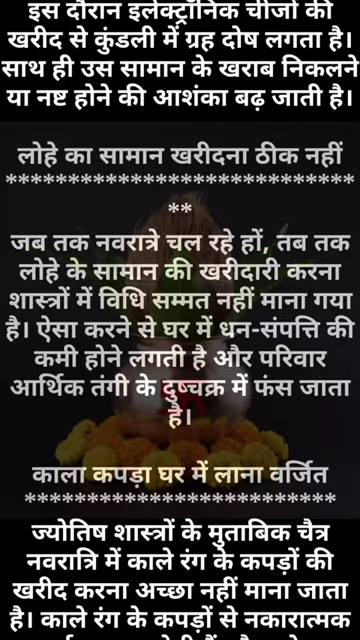 इस दौरान इलेक्ट्रॉनिक चीजों की
खरीद से कुंडली में ग्रह दोष लगता है।
साथ ही उस सामान के खराब निकलने
या नष्ट होने की आशंका बढ़ जाती है।
लोहे का सामान खरीदना ठीक नहीं
****************************
**
जब तक नवरात्रे चल रहे हों, तब तक
लोहे के सामान की खरीदारी करना
शास्त्रों में विधि सम्मत नहीं माना गया
है। ऐसा करने से घर में धन-संपत्ति की
कमी होने लगती है और परिवार
आर्थिक तंगी के दुष्चक्र में फंस जाता
है।
काला कपड़ा घर में लाना वर्जित
*************************
ज्योतिष शास्त्रों के मुताबिक चैत्र
नवरात्रि में काले रंग के कपड़ों की
खरीद करना अच्छा नहीं माना जाता
है। काले रंग के कपड़ों से नकारात्मक